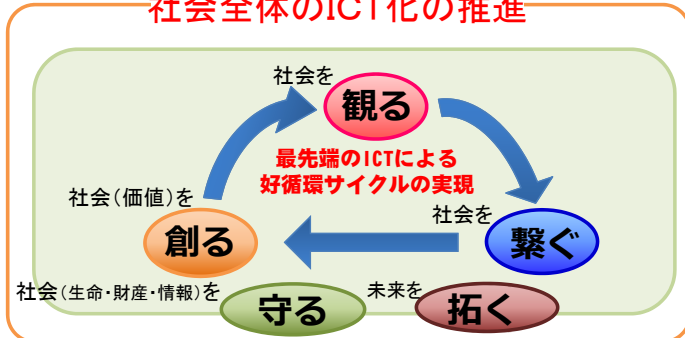 社会全体のICT化の推進
社会を
観る
最先端のICTによる
好循環サイクルの実現
社会(価値)を
創る
社会を
繋ぐ
社会(生命・財産・情報)を
守る
未来を
拓く